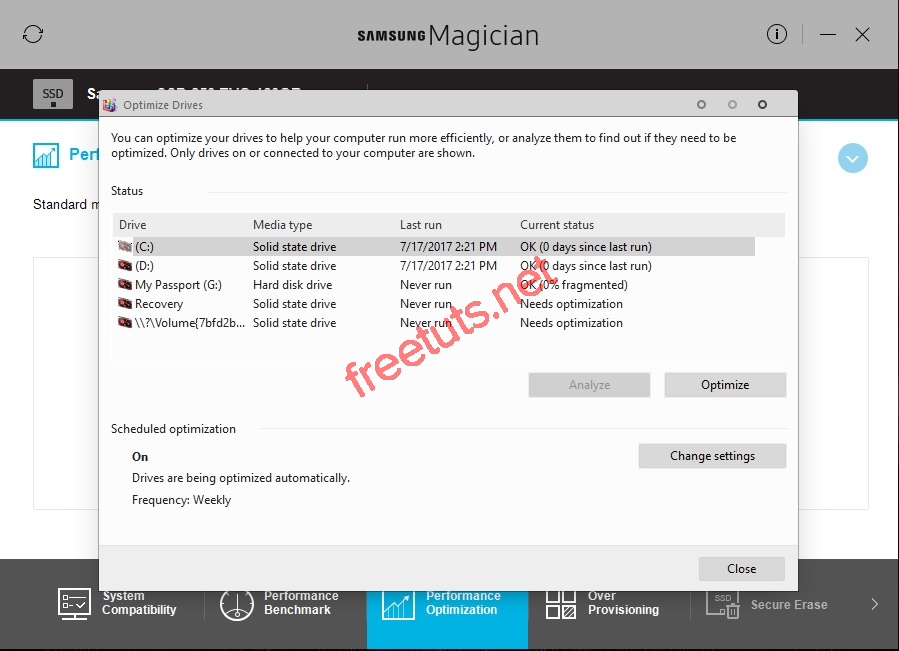 SAMSUNG Magician
SSD
Optimize Drives
You can optimize your drives to help your computer run more efficiently, or analyze them to find out if they need to be
optimized. Only drives on or connected to your computer are shown.
Perf
Standard m
Status
Drive Media type Last run Current status
(C:) Solid state drive 7/17/2017 2:21 PM OK (0 days since last run)
(D:) Solid state drive 7/17/2017 2:21 PM OK (0 days since last run)
My Passport (G:) Hard disk drive Never run OK (0% fragmented)
Recovery Solid state drive Never run Needs optimization
\\?\Volume{7bfd2b... Solid state drive Never run Needs optimization
freetuts.net
Analyze Optimize
Scheduled optimization
On
Drives are being optimized automatically.
Frequency: Weekly
Change settings
Close
System
Compatibility
Performance
Benchmark
Performance
Optimization
Over
Provisioning
SSD
Secure Erase